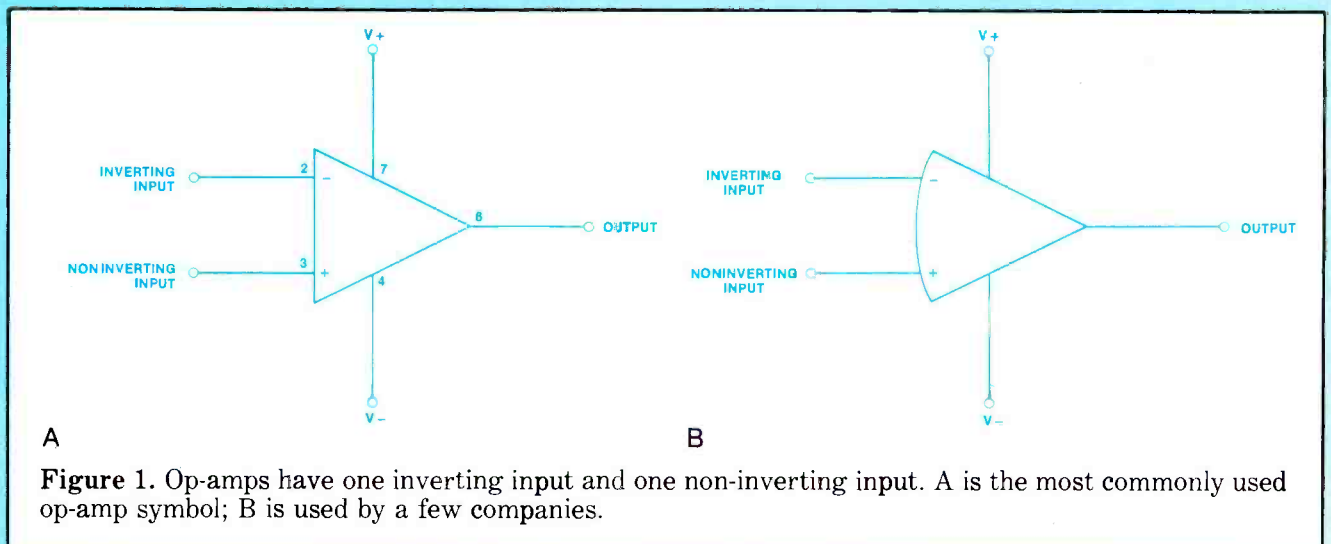 V+
INVERTING
INPUT
2
−
7
6
OUTPUT
NONINVERTING
INPUT
3
+
4
V−
A
V+
INVERTING
INPUT
−
OUTPUT
NONINVERTING
INPUT
+
V−
B
Figure 1. Op-amps have one inverting input and one non-inverting input. A is the most commonly used
op-amp symbol; B is used by a few companies.